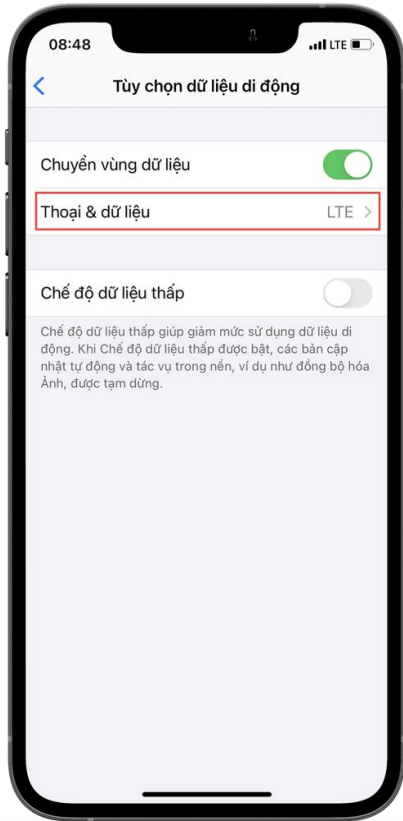 08:48 LTE
Tùy chọn dữ liệu di động
Chuyển vùng dữ liệu
Thoại & dữ liệu LTE
Chế độ dữ liệu thấp
Chế độ dữ liệu thấp giúp giảm mức sử dụng dữ liệu di
động. Khi Chế độ dữ liệu thấp được bật, các bản cập
nhật tự động và tác vụ trong nền, ví dụ như đồng bộ hóa
Ảnh, được tạm dừng.